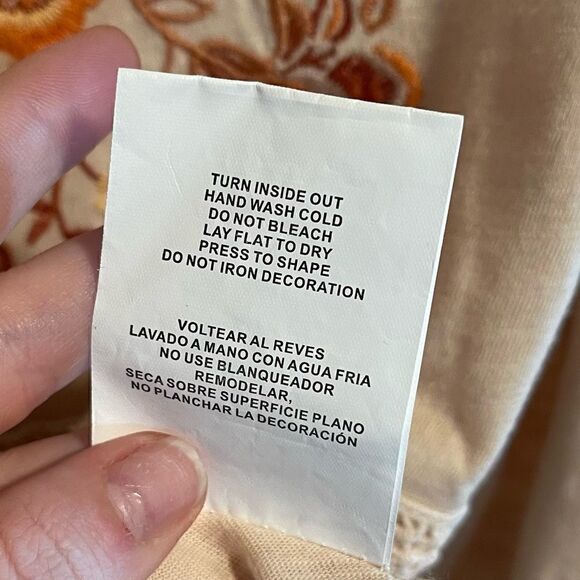 TURN INSIDE OUT
HAND WASH COLD
DO NOT BLEACH
LAY FLAT TO DRY
PRESS TO SHAPE
DO NOT IRON DECORATION
VOLTEAR AL REVES
LAVADO A MANO CON AGUA FRIA
NO USE BLANQUEADOR
REMODELAR,
SECA SOBRE SUPERFICIE PLANO
NO PLANCHAR LA DECORACIÓN